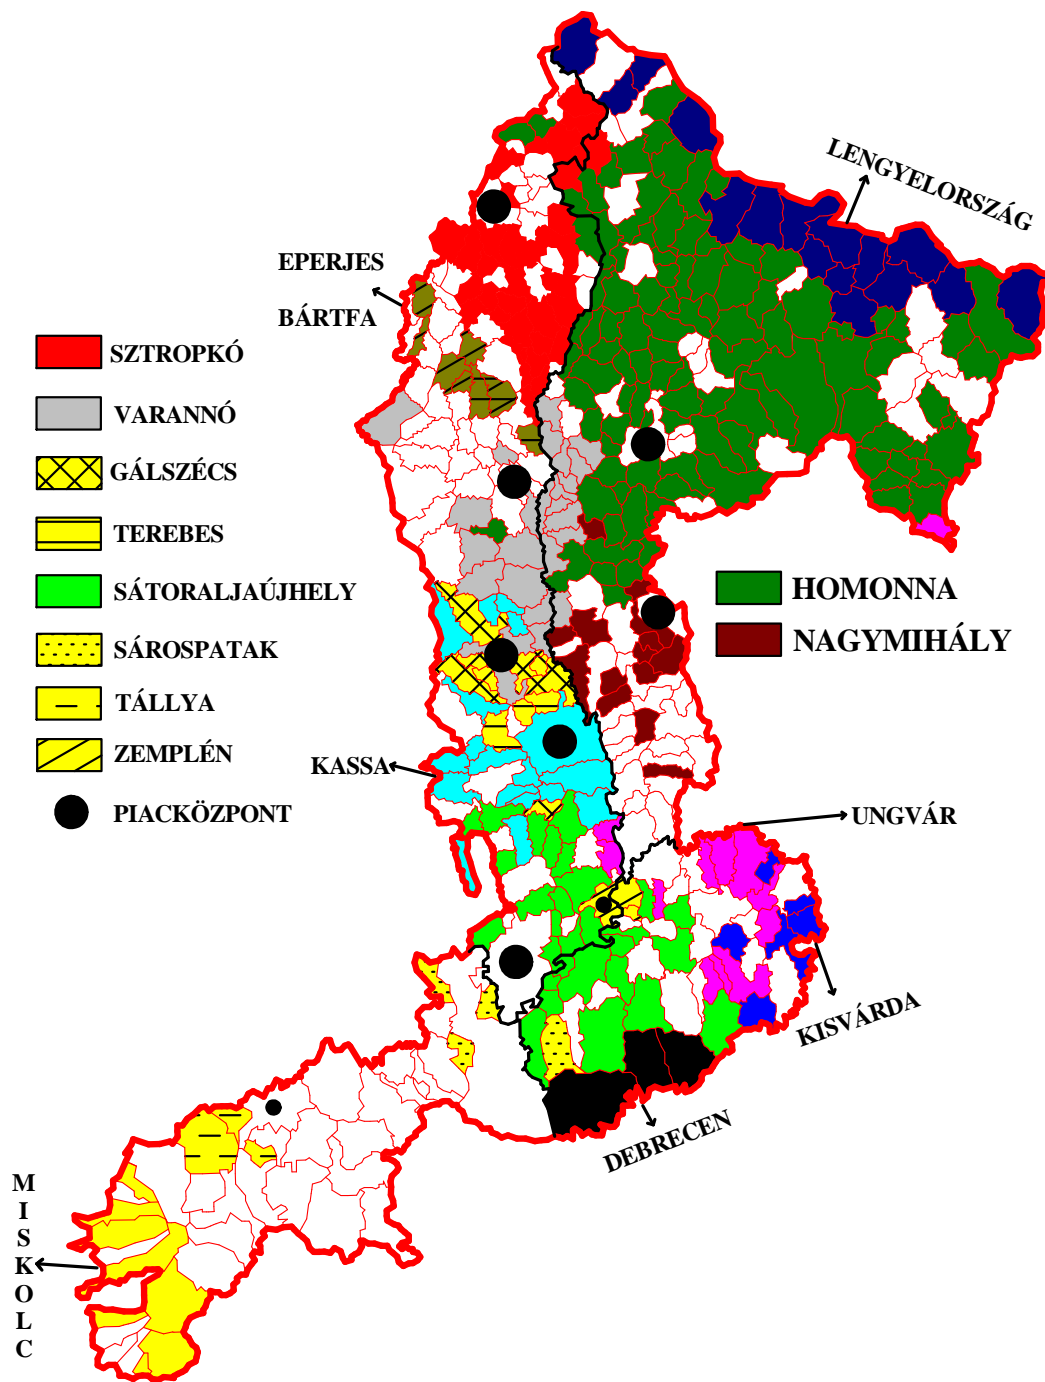 LENGYELORSZÁG
EPERJES
BÁRTFA
SZTROPKÓ
VARANNÓ
GÁLSZÉCS
TEREBES
SÁTORALJAÚJHELY
SÁROSPATAK
TÁLLYA
ZEMPLÉN
PIACKÖZPONT
HOMONNA
NAGYMIHÁLY
KASSA
UNGVÁR
KISVÁRDA
DEBRECEN
M
I
S
K
O
L
C